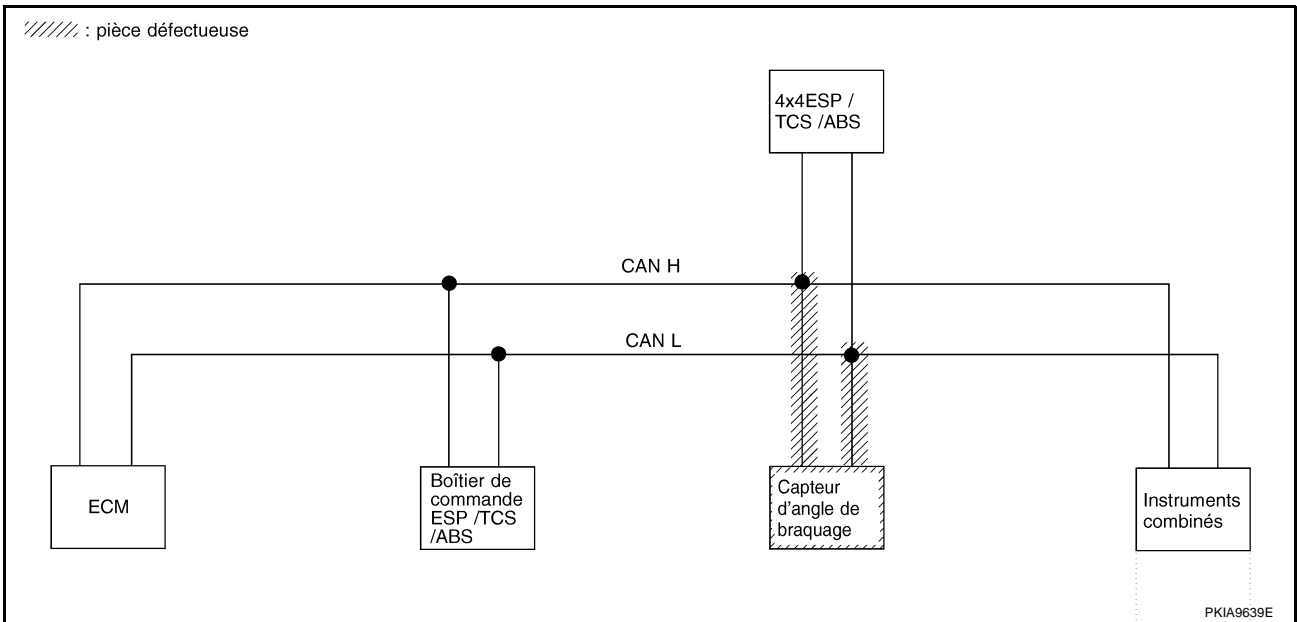 : pièce défectueuse
4x4ESP /
TCS /ABS
CAN H
CAN L
ECM
Boîtier de
commande
ESP /TCS
/ABS
Capteur
d'angle de
braquage
Instruments
combinés
PKIA9639E